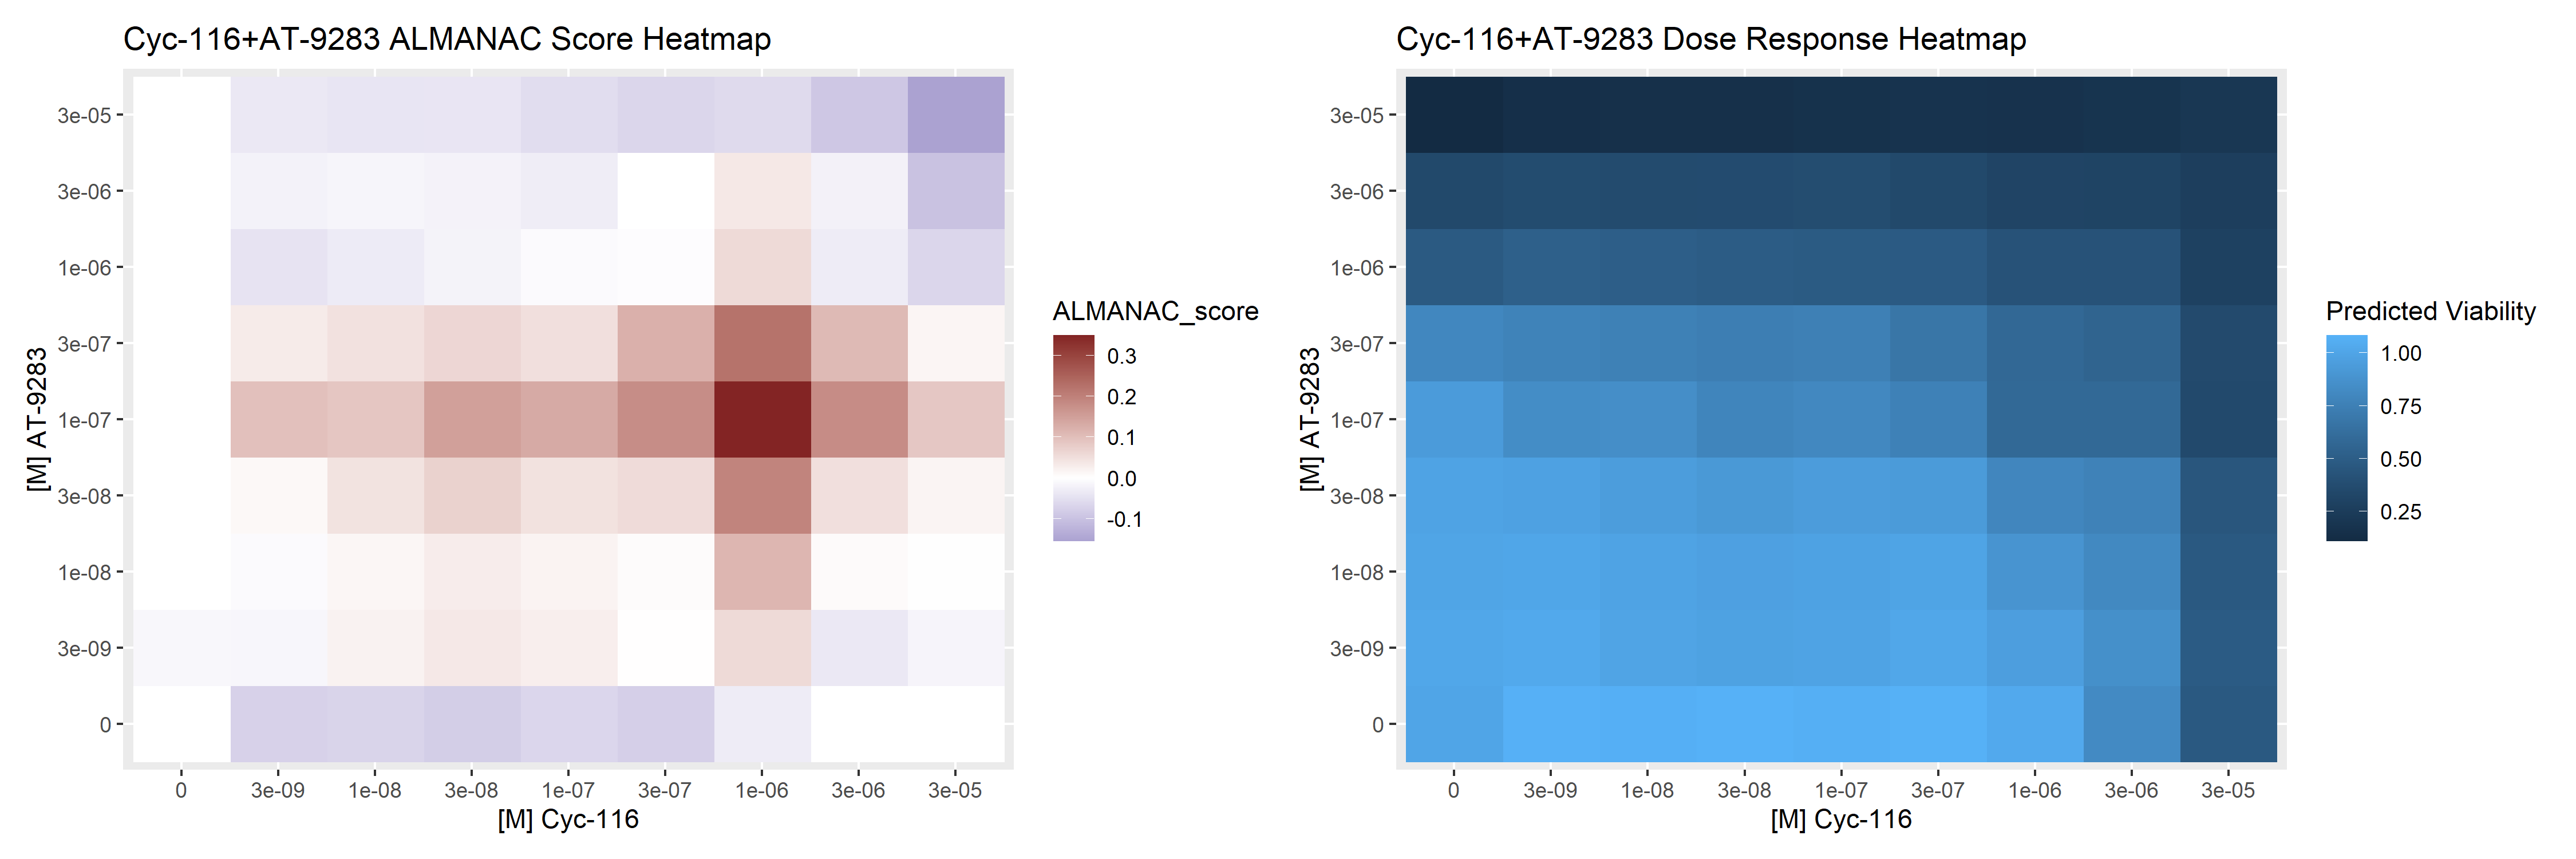 Cyc-116+AT-9283 ALMANAC Score Heatmap
[M] AT-9283
3e-05
3e-06
1e-06
3e-07
1e-07
3e-08
1e-08
3e-09
0
0 3e-09 1e-08 3e-08 1e-07 3e-07 1e-06 3e-06 3e-05
[M] Cyc-116
ALMANAC_score
0.3
0.2
0.1
0.0
-0.1
Cyc-116+AT-9283 Dose Response Heatmap
[M] AT-9283
3e-05
3e-06
1e-06
3e-07
1e-07
3e-08
1e-08
3e-09
0
0 3e-09 1e-08 3e-08 1e-07 3e-07 1e-06 3e-06 3e-05
[M] Cyc-116
Predicted Viability
1.00
0.75
0.50
0.25